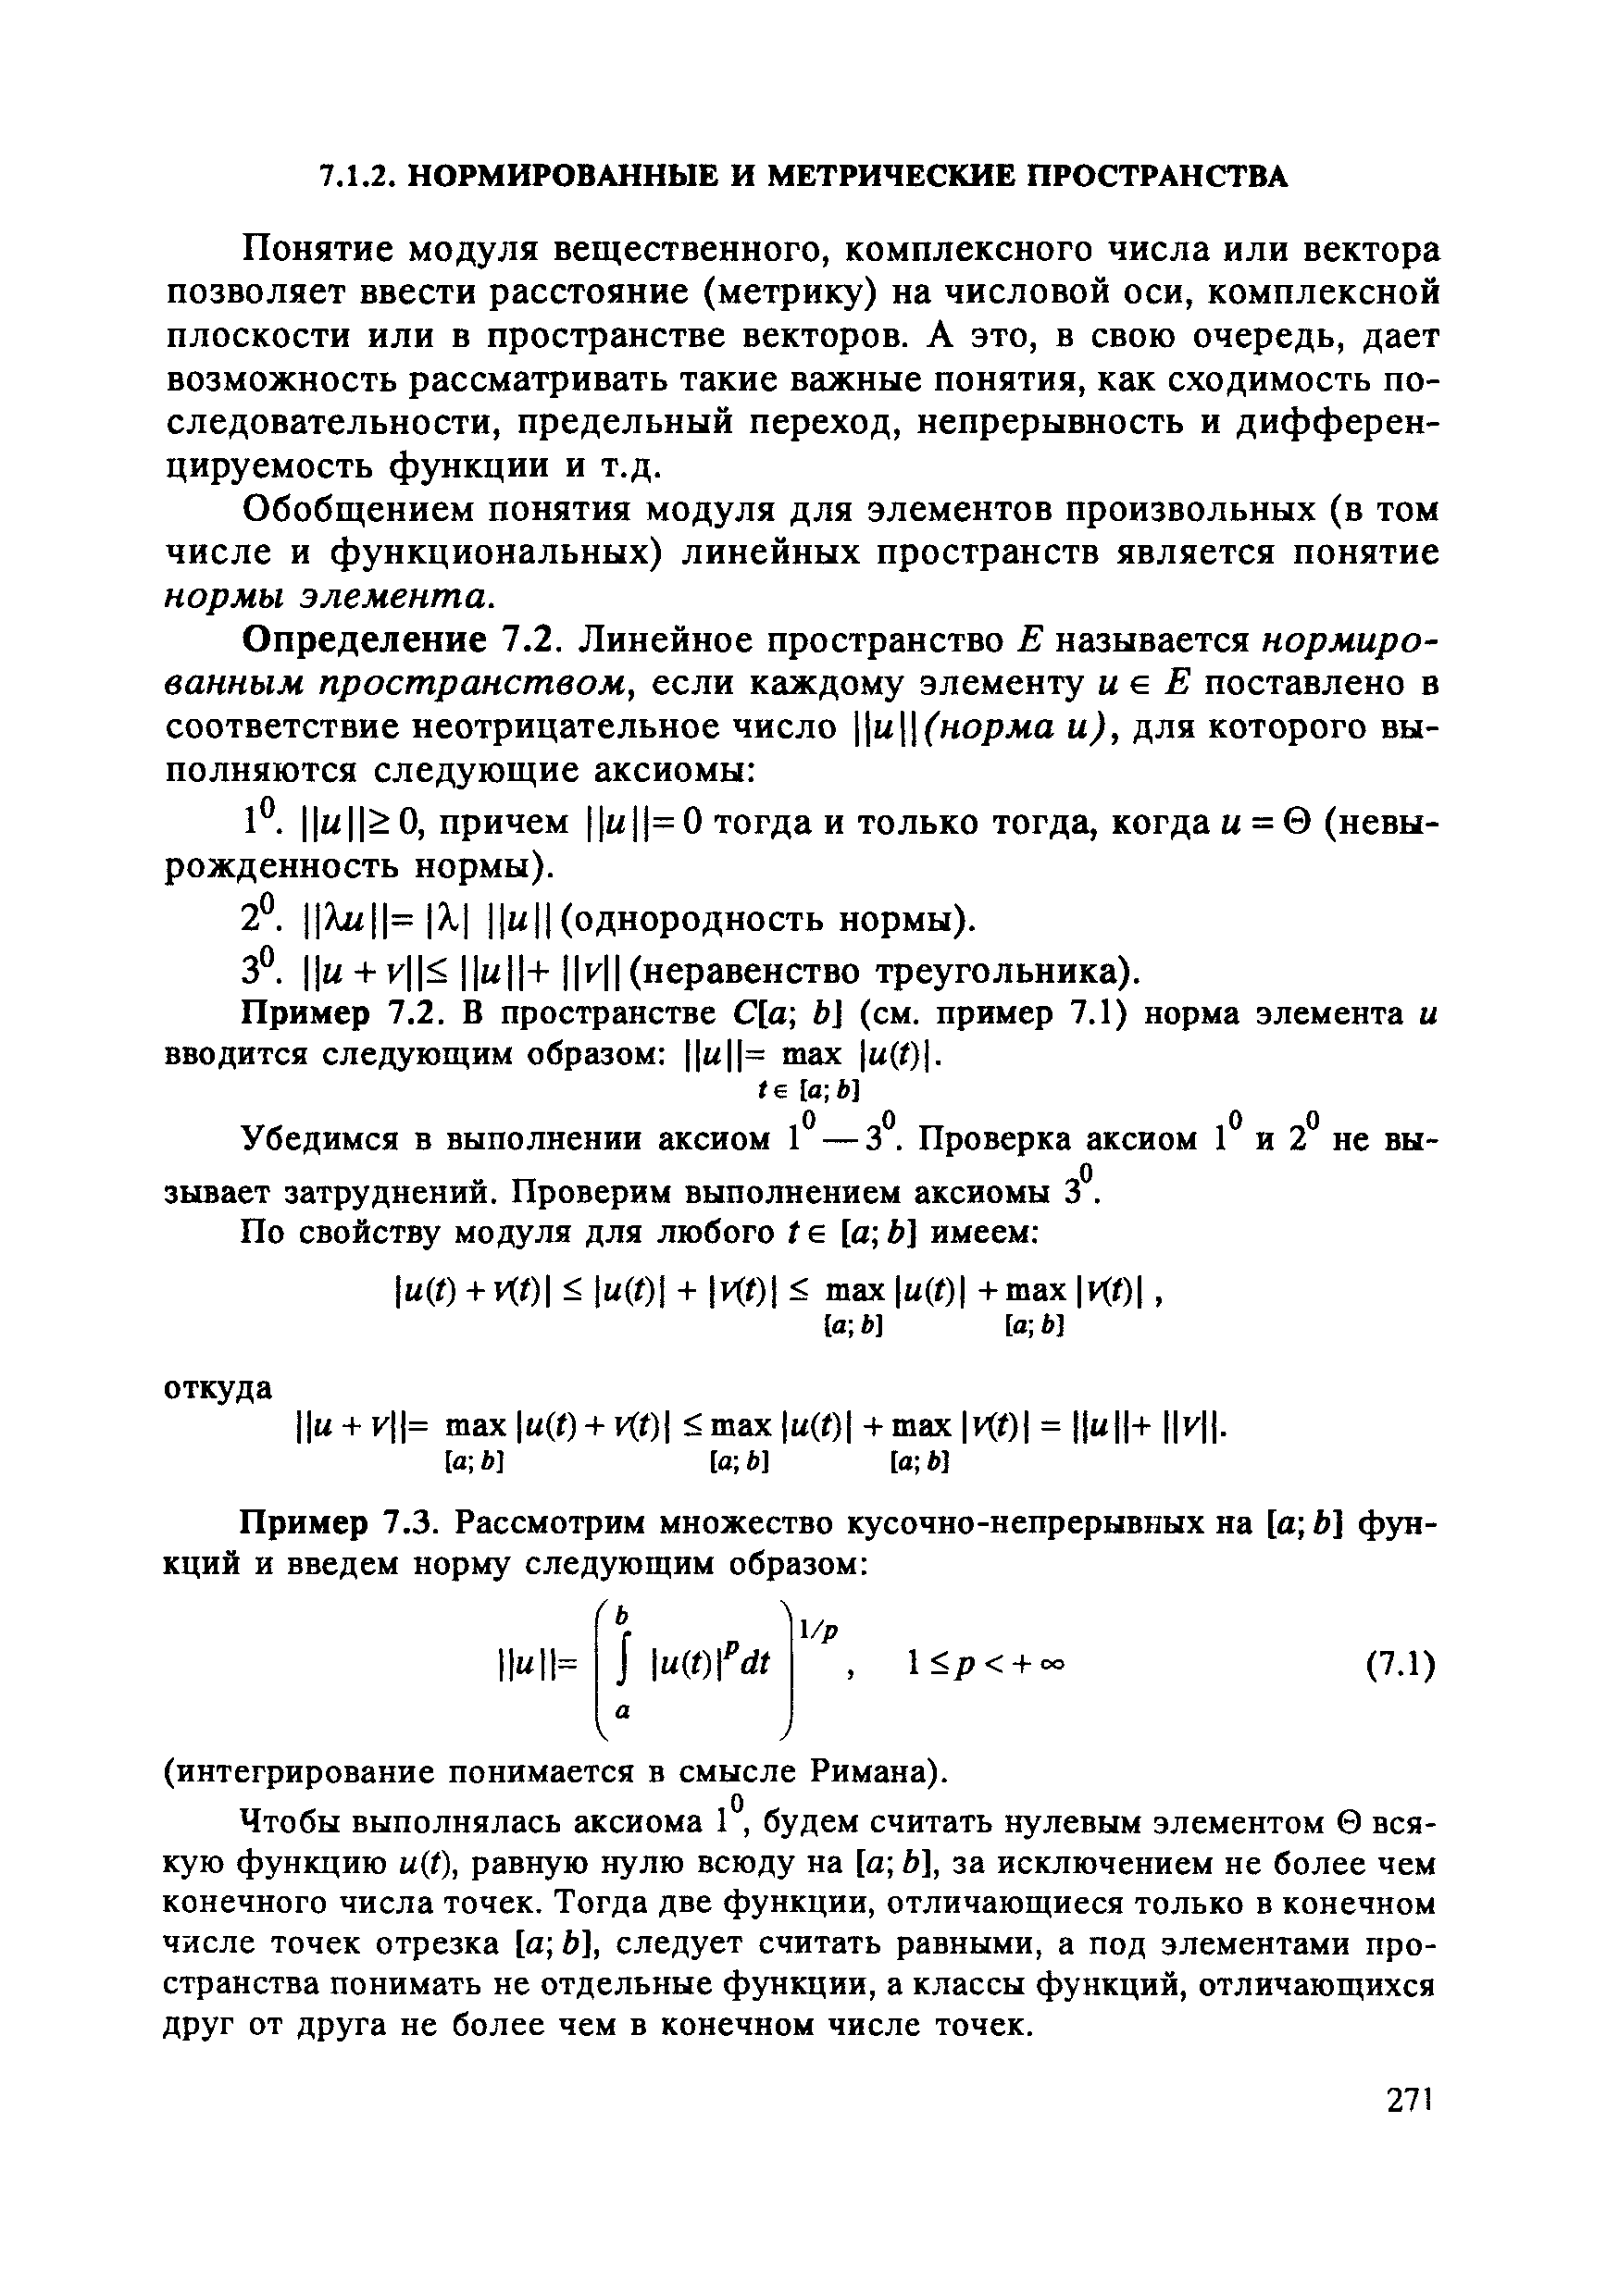 7.1.2. НОРМИРОВАННЫЕ И МЕТРИЧЕСКИЕ ПРОСТРАНСТВА
Понятие модуля вещественного, комплексного числа или вектора
позволяет ввести расстояние (метрику) на числовой оси, комплексной
плоскости или в пространстве векторов. А это, в свою очередь, дает
возможность рассматривать такие важные понятия, как сходимость по-
следовательности, предельный переход, непрерывность и дифферен-
цируемость функции и т.д.
Обобщением понятия модуля для элементов произвольных (в том
числе и функциональных) линейных пространств является понятие
нормы элемента.
Определение 7.2. Линейное пространство E называется нормиро-
ванным пространством, если каждому элементу u ∈ E поставлено в
соответствие неотрицательное число ||u|| (норма u), для которого вы-
полняются следующие аксиомы:
1⁰. ||u|| ≥ 0, причем ||u|| = 0 тогда и только тогда, когда u = Θ (невы-
рожденность нормы).
2⁰. ||λu|| = |λ| ||u|| (однородность нормы).
3⁰. ||u + v|| ≤ ||u|| + ||v|| (неравенство треугольника).
Пример 7.2. В пространстве C[a; b] (см. пример 7.1) норма элемента u
вводится следующим образом: ||u|| = max |u(t)|.
t ∈ [a; b]
Убедимся в выполнении аксиом 1⁰ — 3⁰. Проверка аксиом 1⁰ и 2⁰ не вы-
зывает затруднений. Проверим выполнением аксиомы 3⁰.
По свойству модуля для любого t ∈ [a; b] имеем:
|u(t) + v(t)| ≤ |u(t)| + |v(t)| ≤ max |u(t)| + max |v(t)| ,
[a; b] [a; b]
откуда
||u + v|| = max |u(t) + v(t)| ≤ max |u(t)| + max |v(t)| = ||u|| + ||v||.
[a; b] [a; b] [a; b]
Пример 7.3. Рассмотрим множество кусочно-непрерывных на [a; b] фун-
кций и введем норму следующим образом:
||u|| = ( ∫ₐᵇ |u(t)|ᵖ dt )^{1/p} , 1 ≤ p < + ∞ (7.1)
(интегрирование понимается в смысле Римана).
Чтобы выполнялась аксиома 1⁰, будем считать нулевым элементом Θ вся-
кую функцию u(t), равную нулю всюду на [a; b], за исключением не более чем
конечного числа точек. Тогда две функции, отличающиеся только в конечном
числе точек отрезка [a; b], следует считать равными, а под элементами про-
странства понимать не отдельные функции, а классы функций, отличающихся
друг от друга не более чем в конечном числе точек.
271